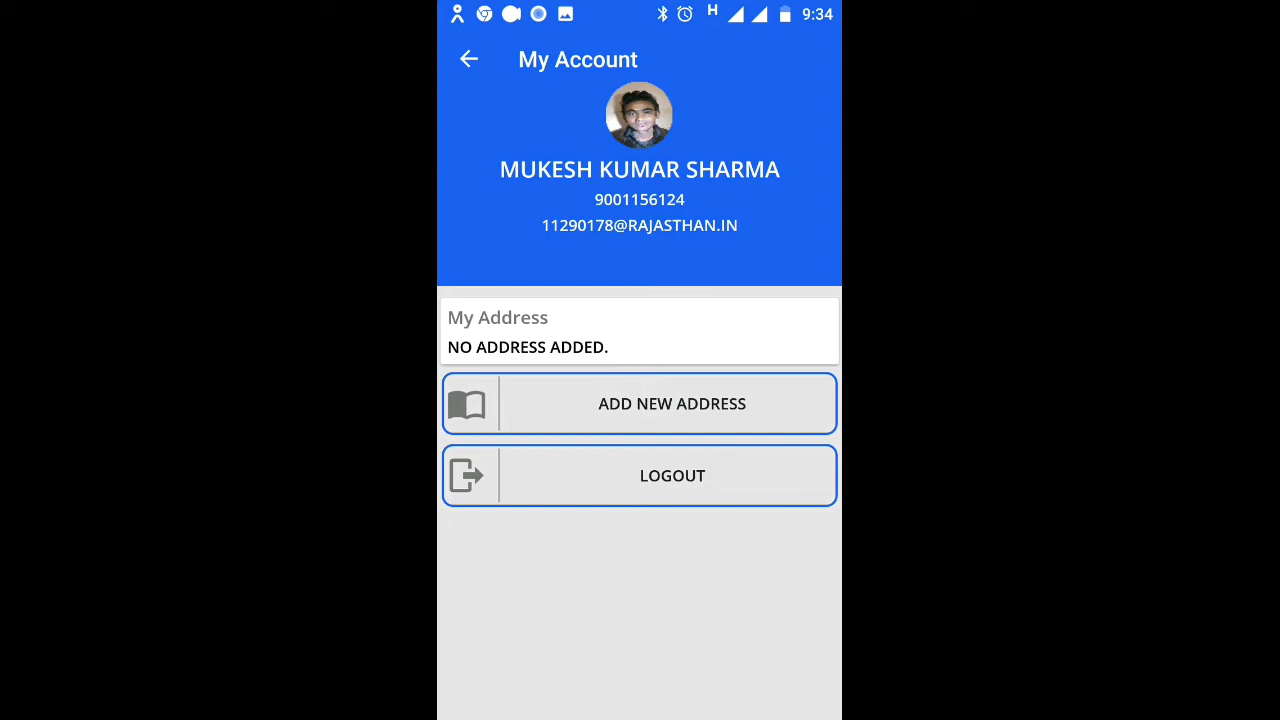 H 9:34
My Account
MUKESH KUMAR SHARMA
9001156124
11290178@RAJASTHAN.IN
My Address
NO ADDRESS ADDED.
ADD NEW ADDRESS
LOGOUT